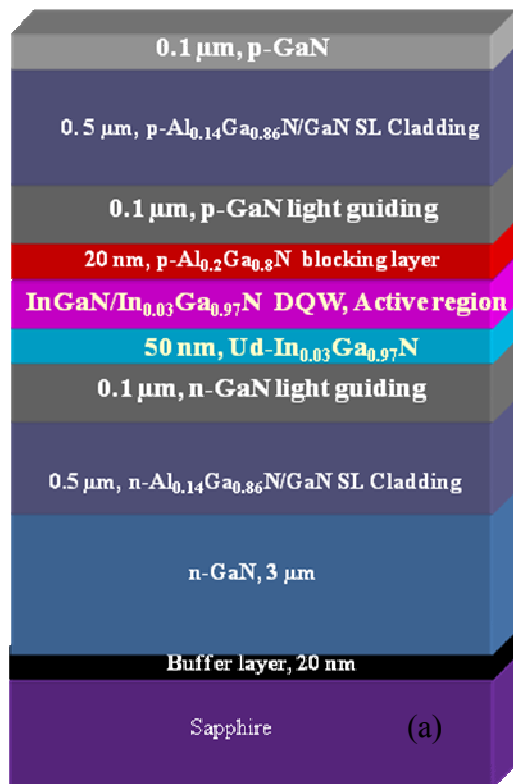 0.1 μm, p-GaN
0. 5 μm, p-Al₀.₁₄Ga₀.₈₆N/GaN SL Cladding
0.1 μm, p-GaN light guiding
20 nm, p-Al₀.₂Ga₀.₈N blocking layer
InGaN/In₀.₀₃Ga₀.₉₇N DQW, Active region
50 nm, Ud-In₀.₀₃Ga₀.₉₇N
0.1 μm, n-GaN light guiding
0.5 μm, n-Al₀.₁₄Ga₀.₈₆N/GaN SL Cladding
n-GaN, 3 μm
Buffer layer, 20 nm
Sapphire (a)